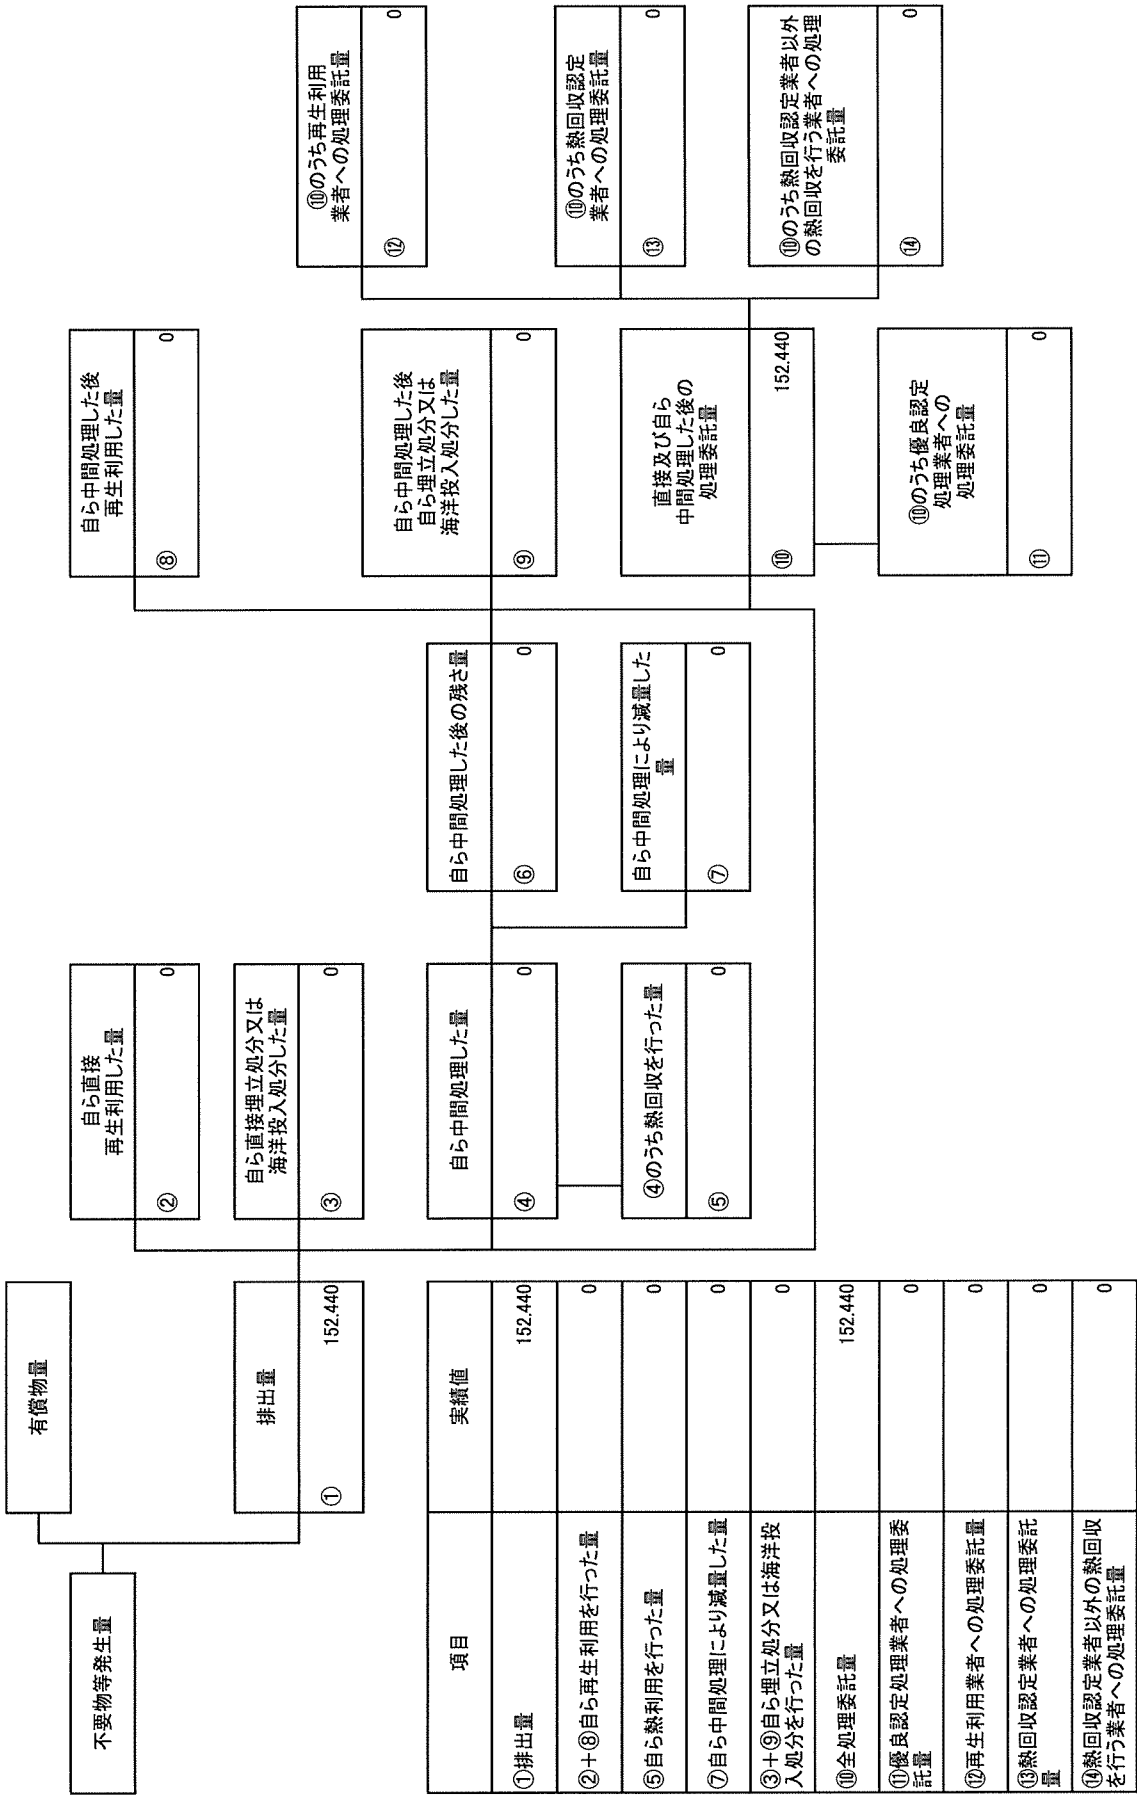 不要物等発生量
有償物量
排出量
①
152.440
自ら直接
再生利用した量
②
0
自ら直接埋立処分又は
海洋投入処分した量
③
0
自ら中間処理した量
④
0
④のうち熱回収を行った量
⑤
0
自ら中間処理した後の残さ量
⑥
0
自ら中間処理により減量した
量
⑦
0
自ら中間処理した後
再生利用した量
⑧
0
自ら中間処理した後
自ら埋立処分又は
海洋投入処分した量
⑨
0
直接及び自ら
中間処理した後の
処理委託量
⑩
152.440
⑩のうち優良認定
処理業者への
処理委託量
⑪
0
⑩のうち再生利用
業者への処理委託量
⑫
0
⑩のうち熱回収認定
業者への処理委託量
⑬
0
⑩のうち熱回収認定業者以外
の熱回収を行う業者への処理
委託量
⑭
0
項目
実績値
①排出量
152.440
②＋⑧自ら再生利用を行った量
0
⑤自ら熱利用を行った量
0
⑦自ら中間処理により減量した量
0
③＋⑨自ら埋立処分又は海洋投
入処分を行った量
0
⑩全処理委託量
152.440
⑪優良認定処理業者への処理委
託量
0
⑫再生利用業者への処理委託量
0
⑬熱回収認定業者への処理委託
量
0
⑭熱回収認定業者以外の熱回収
を行う業者への処理委託量
0